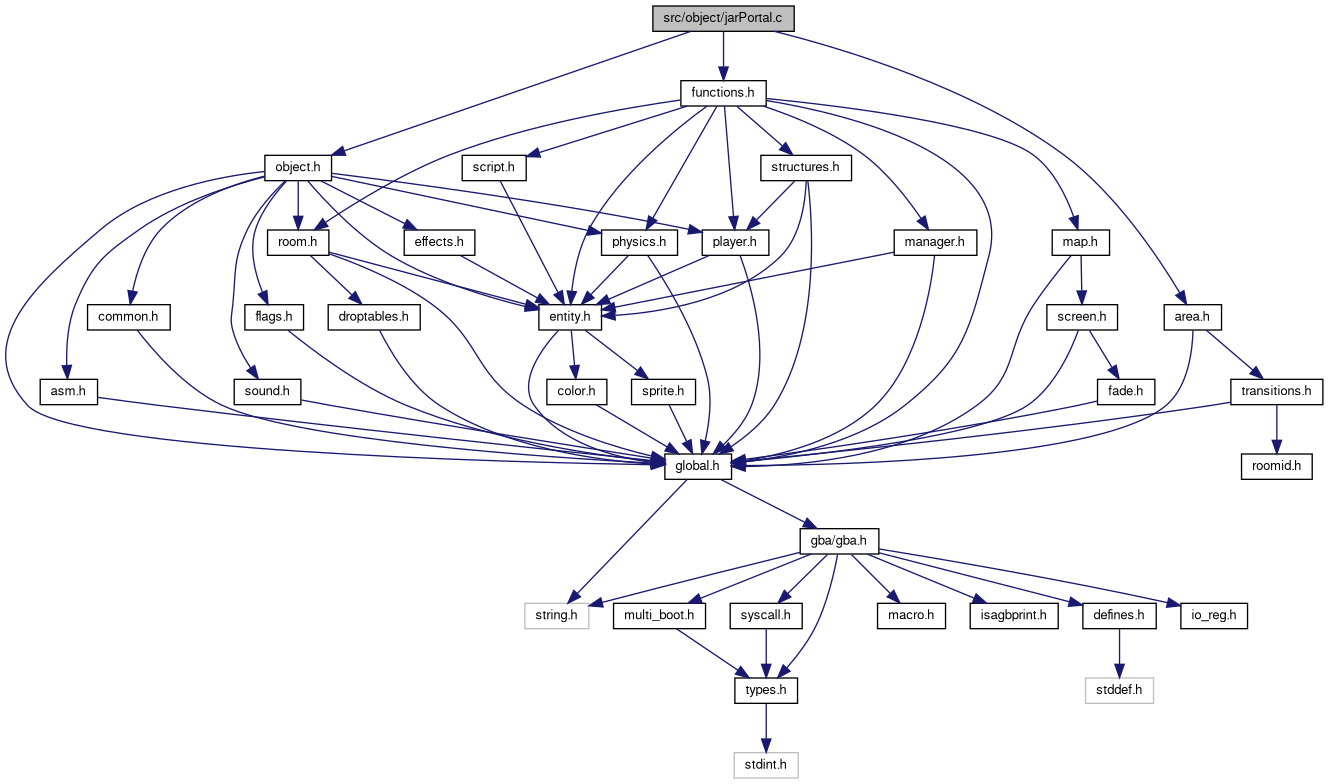 src/object/jarPortal.c
functions.h
object.h
script.h
structures.h
room.h
effects.h
physics.h
player.h
manager.h
map.h
common.h
flags.h
droptables.h
entity.h
screen.h
area.h
asm.h
sound.h
color.h
sprite.h
fade.h
transitions.h
global.h
roomid.h
gba/gba.h
string.h
multi_boot.h
syscall.h
macro.h
isagbprint.h
defines.h
io_reg.h
types.h
stddef.h
stdint.h